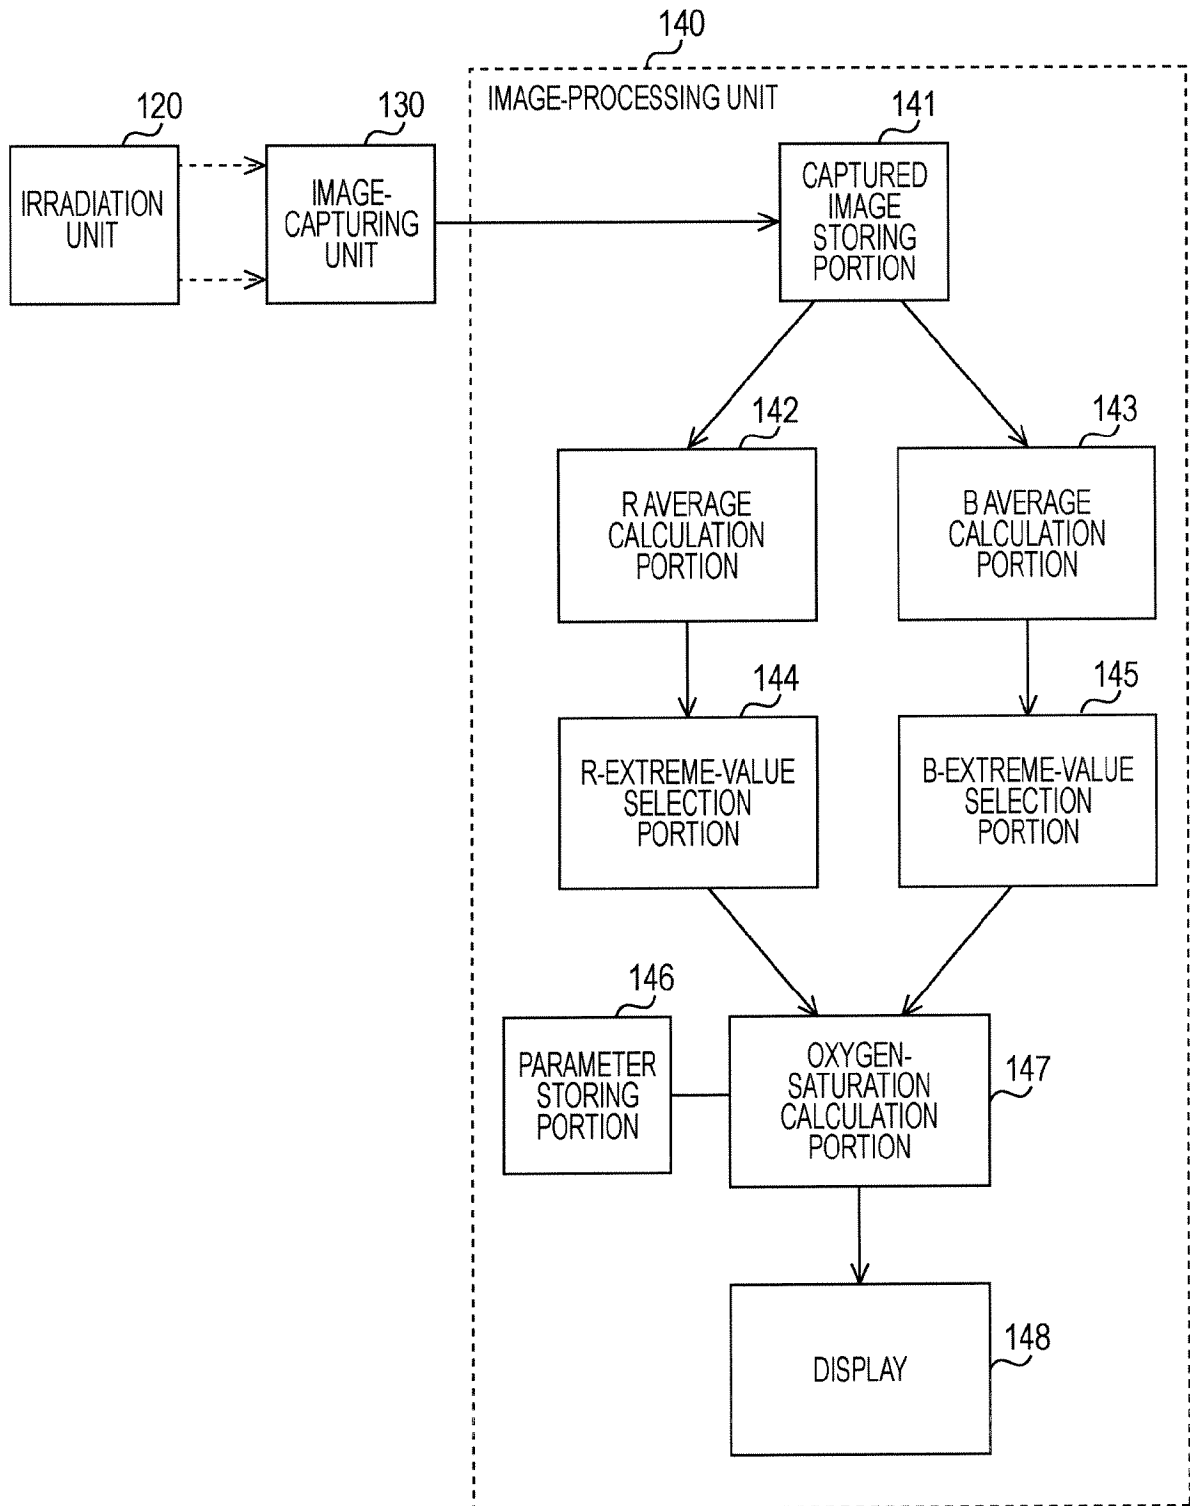 140
IMAGE-PROCESSING UNIT
120
130
141
IRRADIATION
UNIT
IMAGE-
CAPTURING
UNIT
CAPTURED
IMAGE
STORING
PORTION
142
143
R AVERAGE
CALCULATION
PORTION
B AVERAGE
CALCULATION
PORTION
144
145
R-EXTREME-VALUE
SELECTION
PORTION
B-EXTREME-VALUE
SELECTION
PORTION
146
PARAMETER
STORING
PORTION
OXYGEN-
SATURATION
CALCULATION
PORTION
147
DISPLAY
148